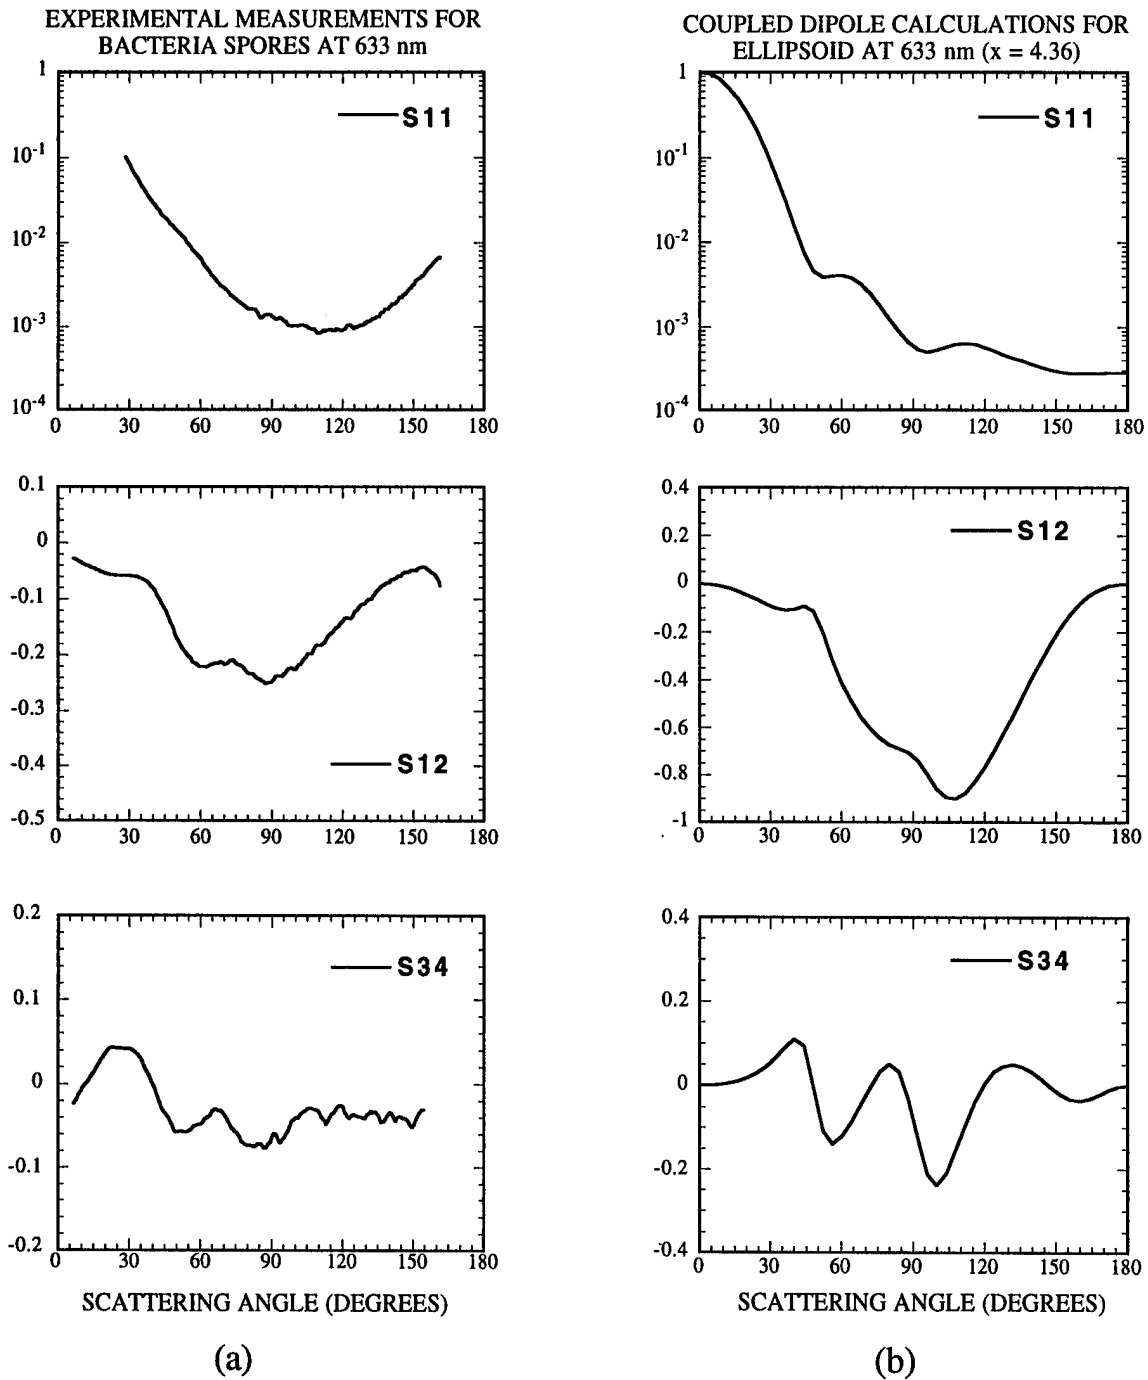 EXPERIMENTAL MEASUREMENTS FOR
BACTERIA SPORES AT 633 nm
1
10-1
10-2
10-3
10-4
S11
0 30 60 90 120 150 180
0.1
0
-0.1
-0.2
-0.3
-0.4
-0.5
S12
0 30 60 90 120 150 180
0.2
0.1
0
-0.1
-0.2
S34
0 30 60 90 120 150 180
SCATTERING ANGLE (DEGREES)
(a)
COUPLED DIPOLE CALCULATIONS FOR
ELLIPSOID AT 633 nm (x = 4.36)
1
10-1
10-2
10-3
10-4
S11
0 30 60 90 120 150 180
0.4
0.2
0
-0.2
-0.4
-0.6
-0.8
-1
S12
0 30 60 90 120 150 180
0.4
0.2
0
-0.2
-0.4
S34
0 30 60 90 120 150 180
SCATTERING ANGLE (DEGREES)
(b)